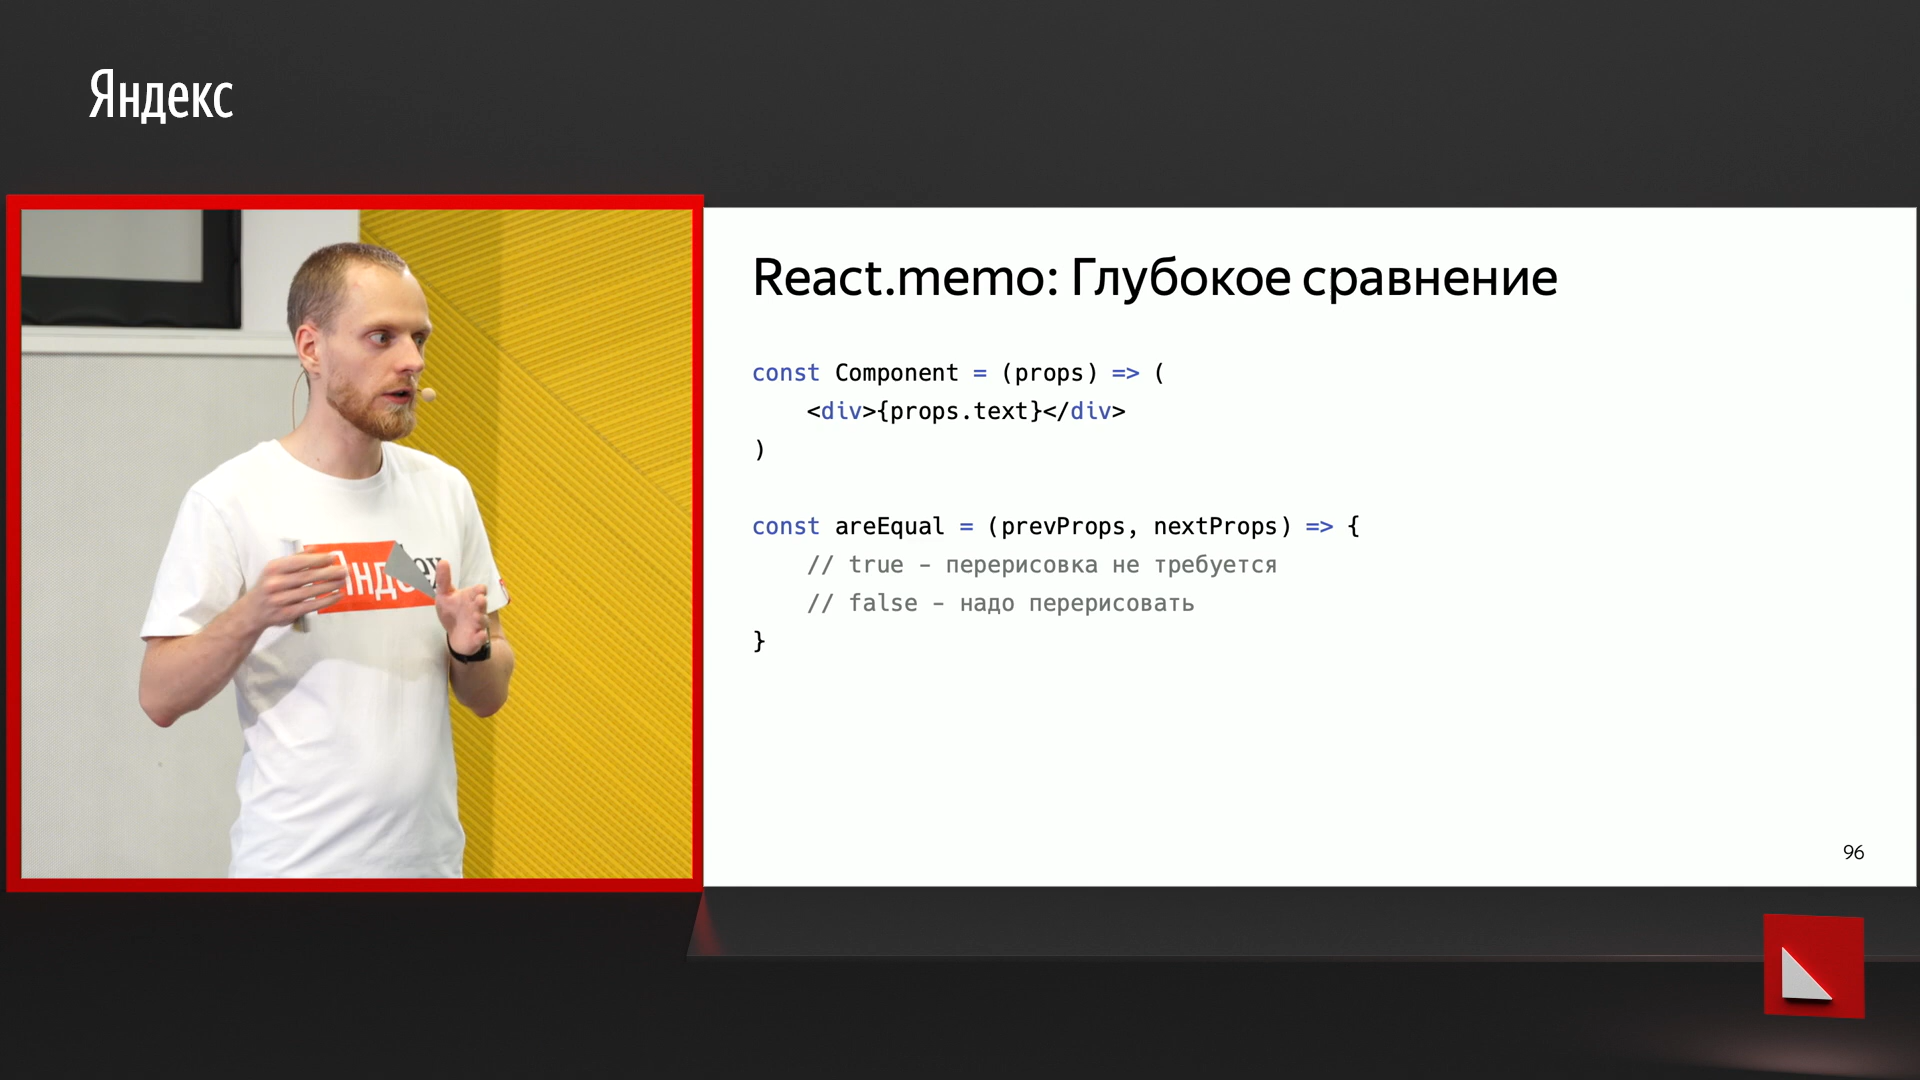 Яндекс
React.memo: Глубокое сравнение
const Component = (props) => (
<div>{props.text}</div>
)
const areEqual = (prevProps, nextProps) => {
// true – перерисовка не требуется
// false – надо перерисовать
}
96